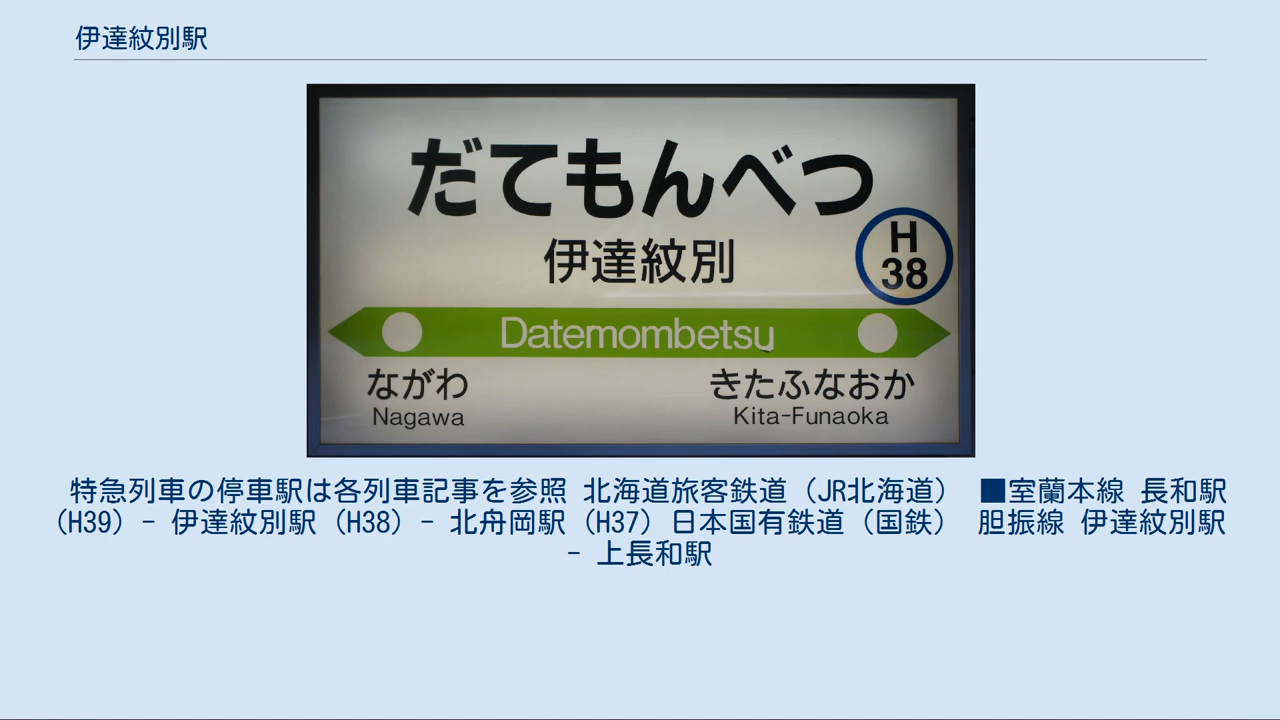 伊達紋別駅
だてもんべつ
H
38
伊達紋別
Datemombetsu
ながわ きたふなおか
Nagawa Kita-Funaoka
特急列車の停車駅は各列車記事を参照 北海道旅客鉄道（JR北海道） ■室蘭本線 長和駅
（H39）- 伊達紋別駅（H38）- 北舟岡駅（H37）日本国有鉄道（国鉄） 胆振線 伊達紋別駅
- 上長和駅